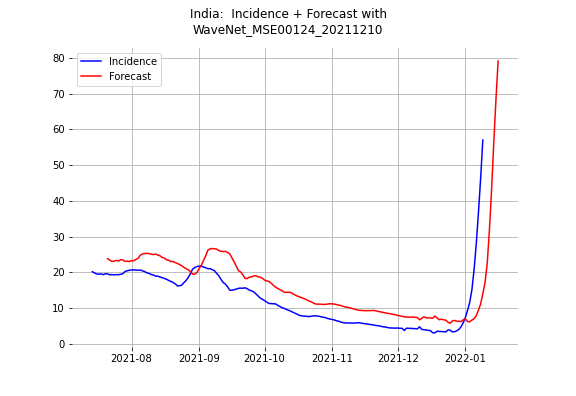 India:  Incidence + Forecast with
WaveNet_MSE00124_20211210
Incidence
Forecast
80
70
60
50
40
30
20
10
0
2021-08 2021-09 2021-10 2021-11 2021-12 2022-01